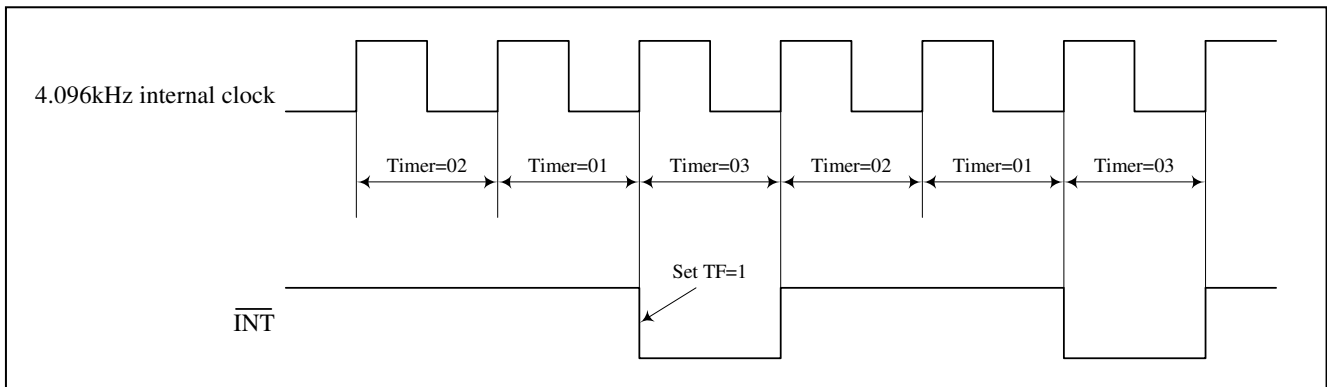 4.096kHz internal clock
Timer=02 Timer=01 Timer=03 Timer=02 Timer=01 Timer=03
Set TF=1
INT